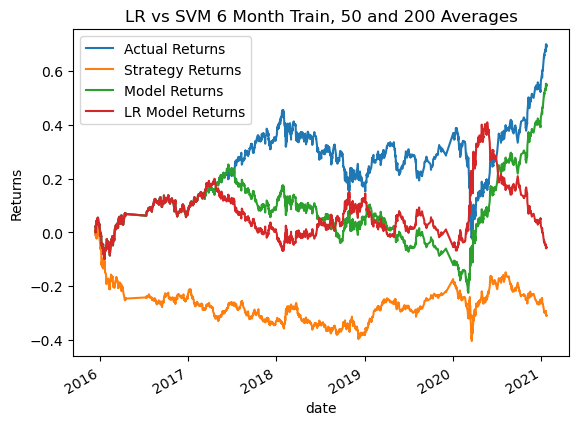 LR vs SVM 6 Month Train, 50 and 200 Averages
Actual Returns
Strategy Returns
Model Returns
LR Model Returns
Returns
0.6
0.4
0.2
0.0
−0.2
−0.4
2016
2017
2018
2019
2020
2021
date